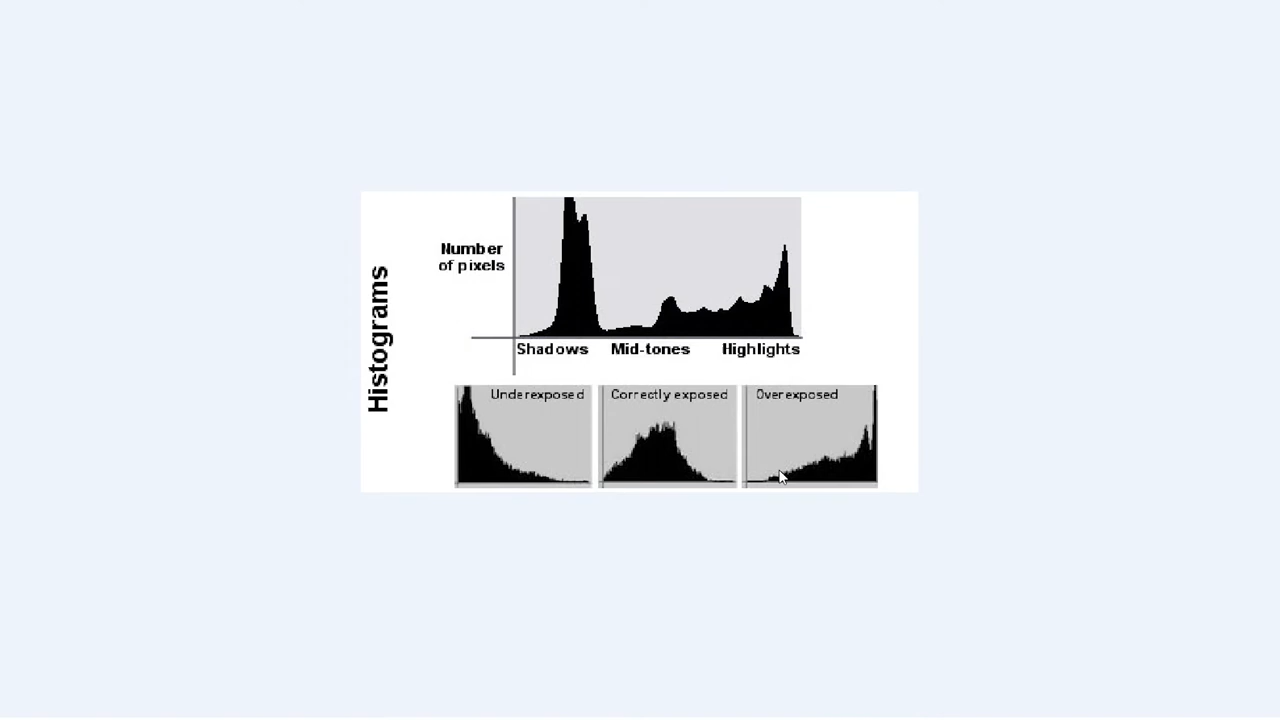 Histograms
Number
of pixels
Shadows Mid-tones Highlights
Underexposed Correctly exposed Overexposed